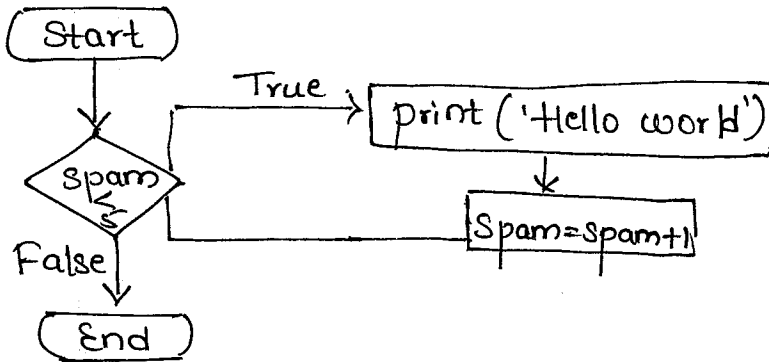 Start
True
print ('Hello world')
spam
<
5
Spam=spam+1
False
End